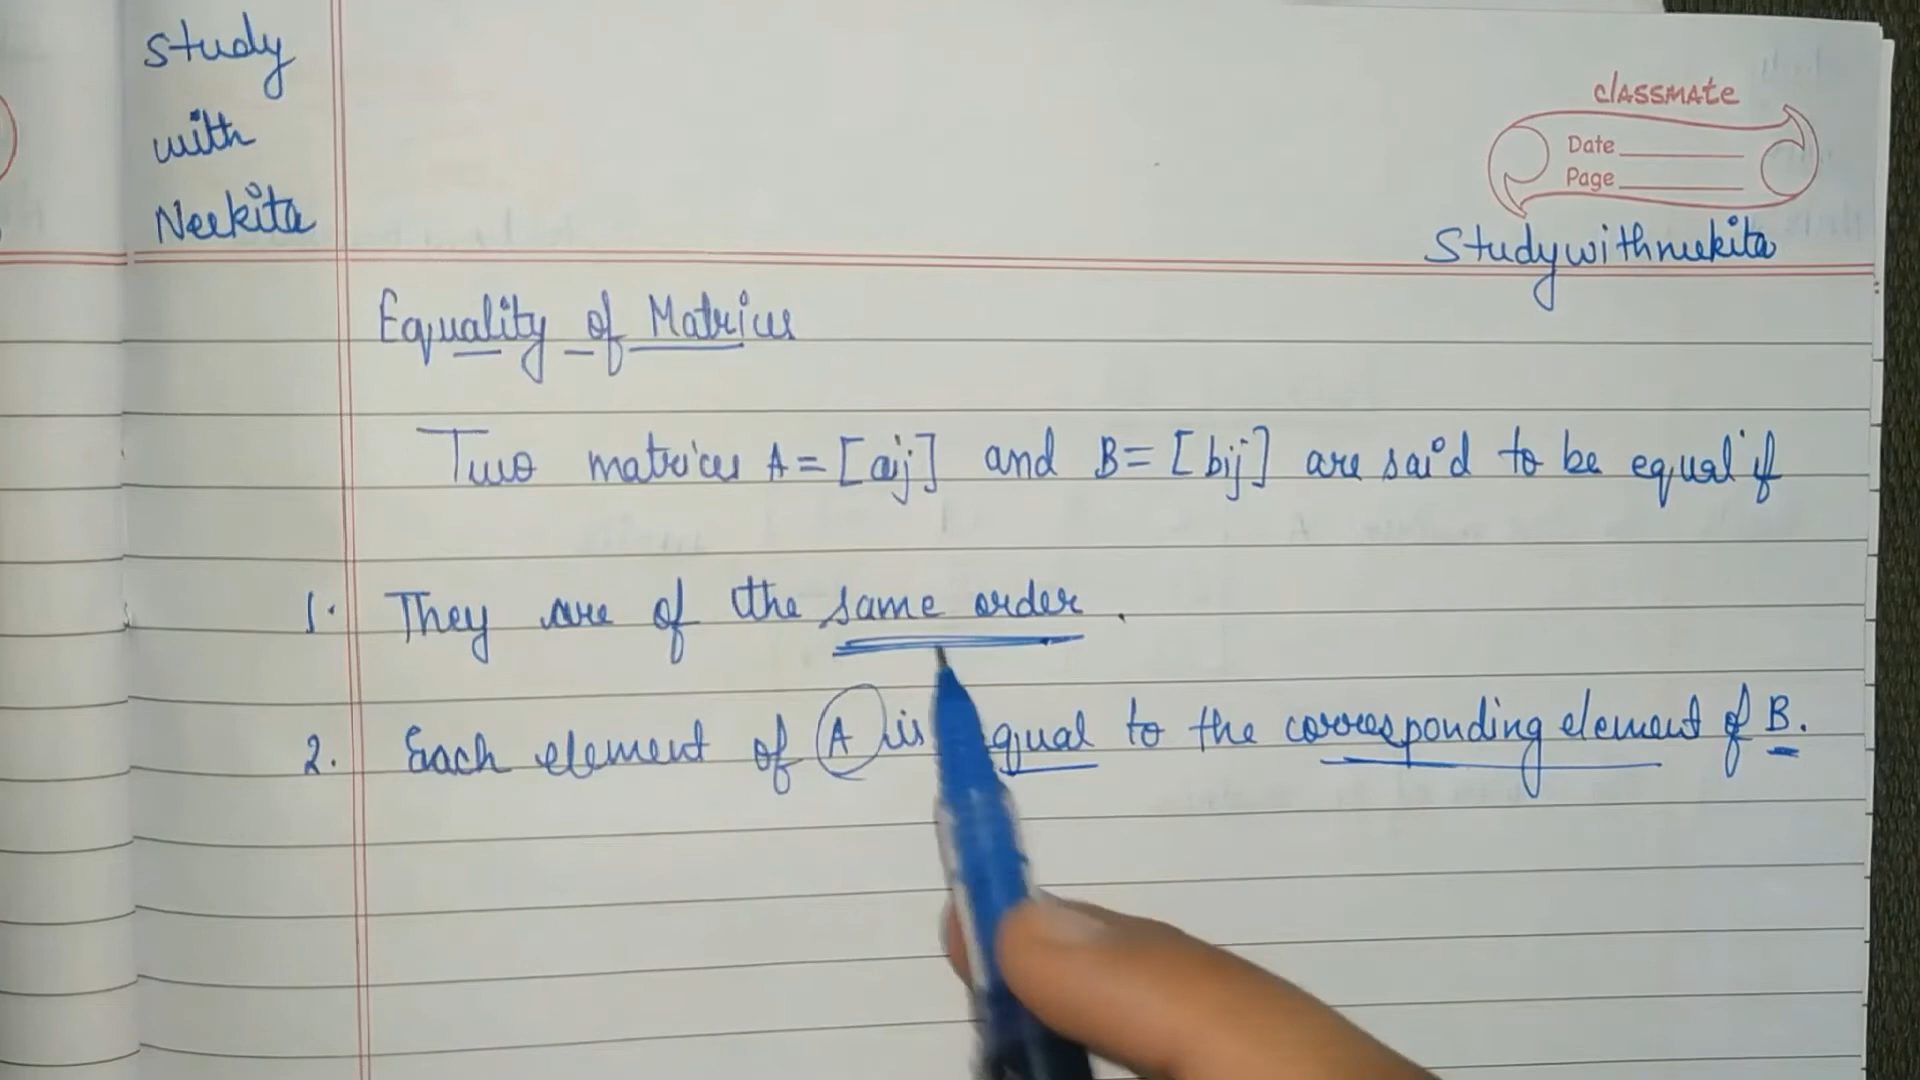 Study
with
Neekita
classmate
Date
Page
Studywithneekita
Equality of Matrices
Two matrices A = [aij] and B = [bij] are said to be equal if
1. They are of the same order.
2. Each element of A is equal to the corresponding element of B.